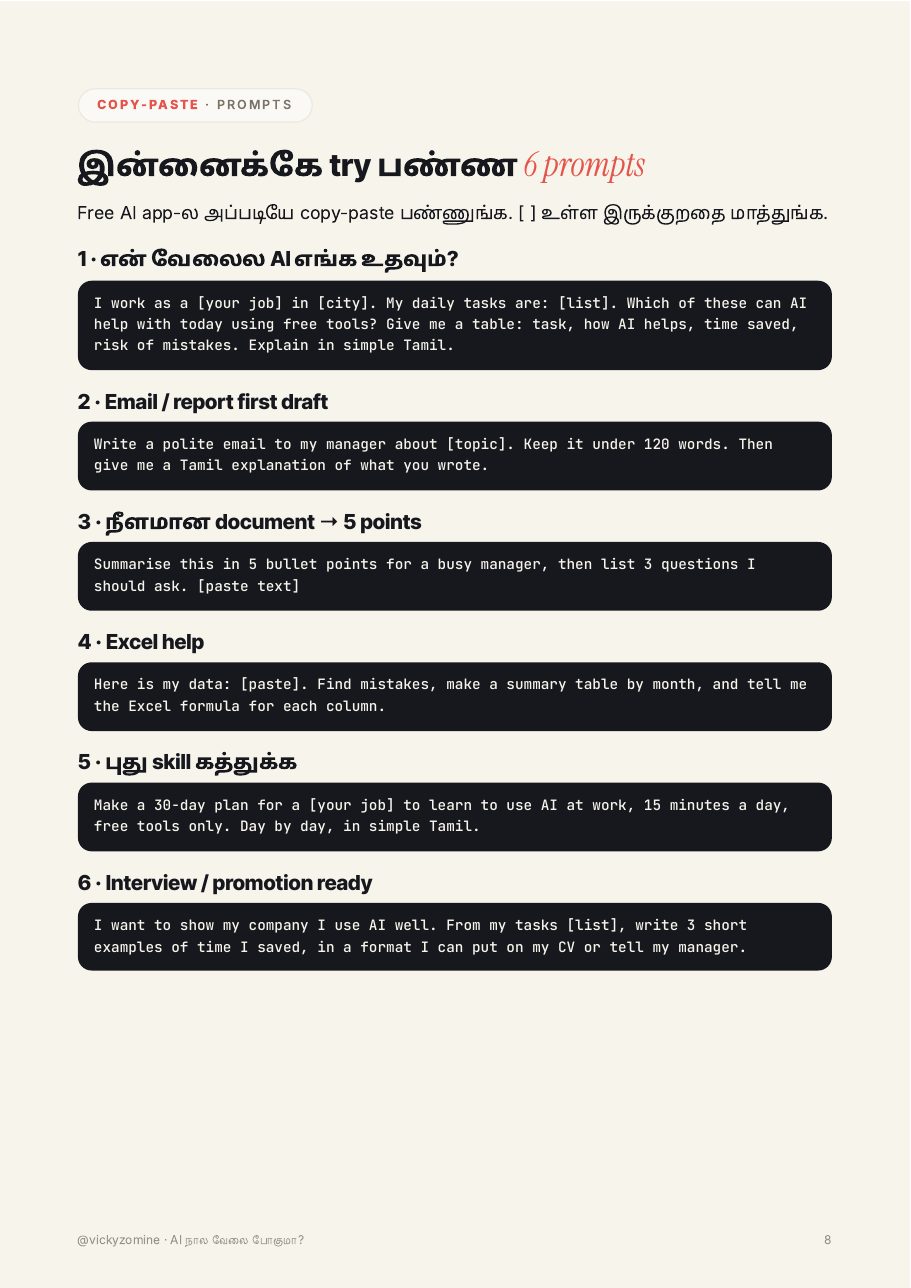 COPY-PASTE · PROMPTS
இன்னைக்கே try பண்ண 6 prompts
Free AI app-ல அப்படியே copy-paste பண்ணுங்க. [ ] உள்ள இருக்குறதை மாத்துங்க.
1 · என் வேலைல AI எங்க உதவும்?
I work as a [your job] in [city]. My daily tasks are: [list]. Which of these can AI
help with today using free tools? Give me a table: task, how AI helps, time saved,
risk of mistakes. Explain in simple Tamil.
2 · Email / report first draft
Write a polite email to my manager about [topic]. Keep it under 120 words. Then
give me a Tamil explanation of what you wrote.
3 · நீளமான document → 5 points
Summarise this in 5 bullet points for a busy manager, then list 3 questions I
should ask. [paste text]
4 · Excel help
Here is my data: [paste]. Find mistakes, make a summary table by month, and tell me
the Excel formula for each column.
5 · புது skill கத்துக்க
Make a 30-day plan for a [your job] to learn to use AI at work, 15 minutes a day,
free tools only. Day by day, in simple Tamil.
6 · Interview / promotion ready
I want to show my company I use AI well. From my tasks [list], write 3 short
examples of time I saved, in a format I can put on my CV or tell my manager.
@vickyzomine · AI நால வேலை போகுமா? 8